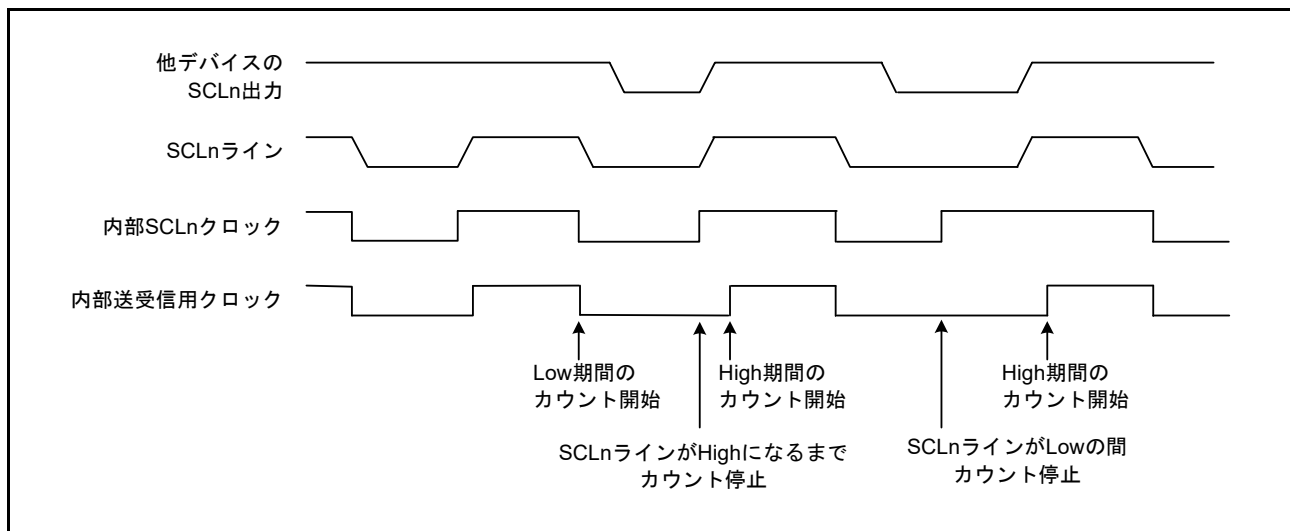 他デバイスの
SCLn出力
SCLnライン
内部SCLnクロック
内部送受信用クロック
Low期間の
カウント開始
High期間の
カウント開始
High期間の
カウント開始
SCLnラインがHighになるまで
カウント停止
SCLnラインがLowの間
カウント停止